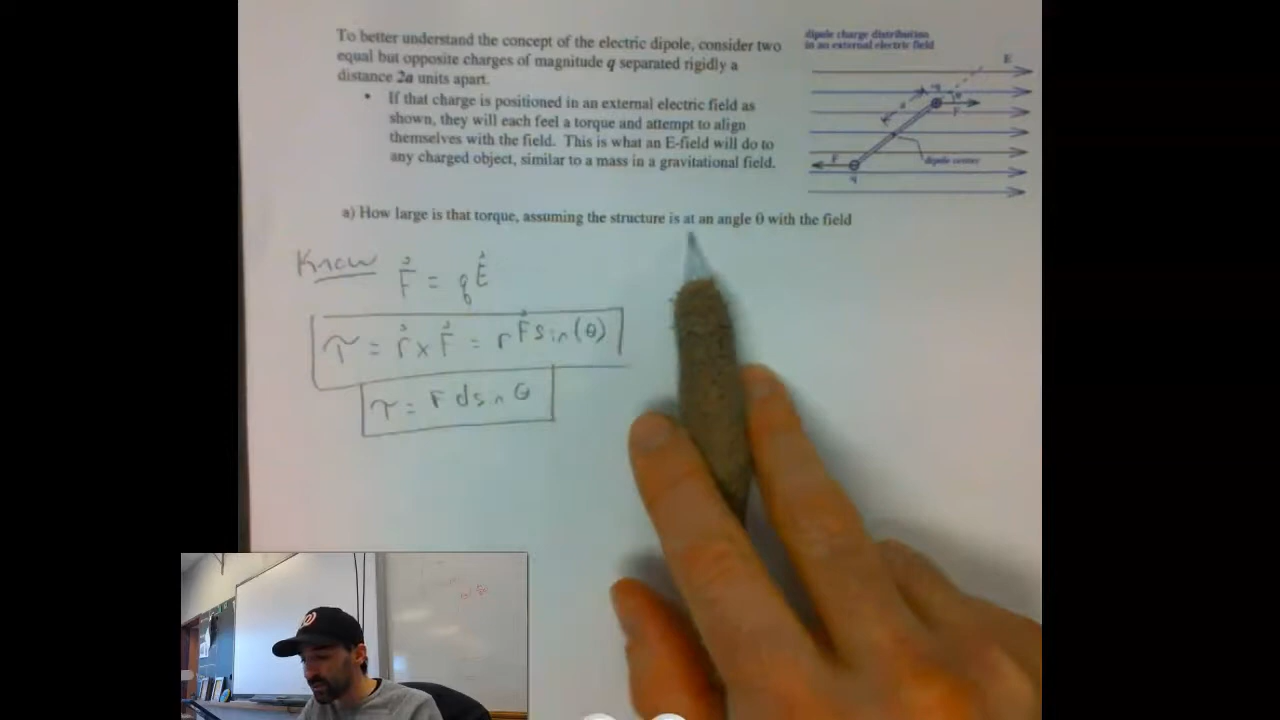 To better understand the concept of the electric dipole, consider two
equal but opposite charges of magnitude q separated rigidly a
distance 2a units apart.
• If that charge is positioned in an external electric field as
shown, they will each feel a torque and attempt to align
themselves with the field. This is what an E-field will do to
any charged object, similar to a mass in a gravitational field.
dipole charge distribution
in an external electric field
E
a
F
dipole center
F
a) How large is that torque, assuming the structure is at an angle θ with the field
Know F⃗ = qE⃗
τ = r⃗ × F⃗ = r F⃗ sin(θ)
τ = F d sin θ